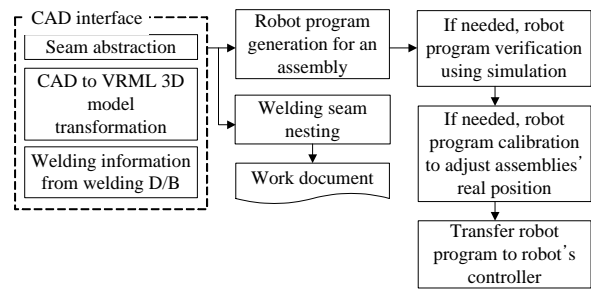 CAD interface
Seam abstraction
CAD to VRML 3D
model
transformation
Welding information
from welding D/B
Robot program
generation for an
assembly
Welding seam
nesting
Work document
If needed, robot
program verification
using simulation
If needed, robot
program calibration
to adjust assemblies’
real position
Transfer robot
program to robot’s
controller